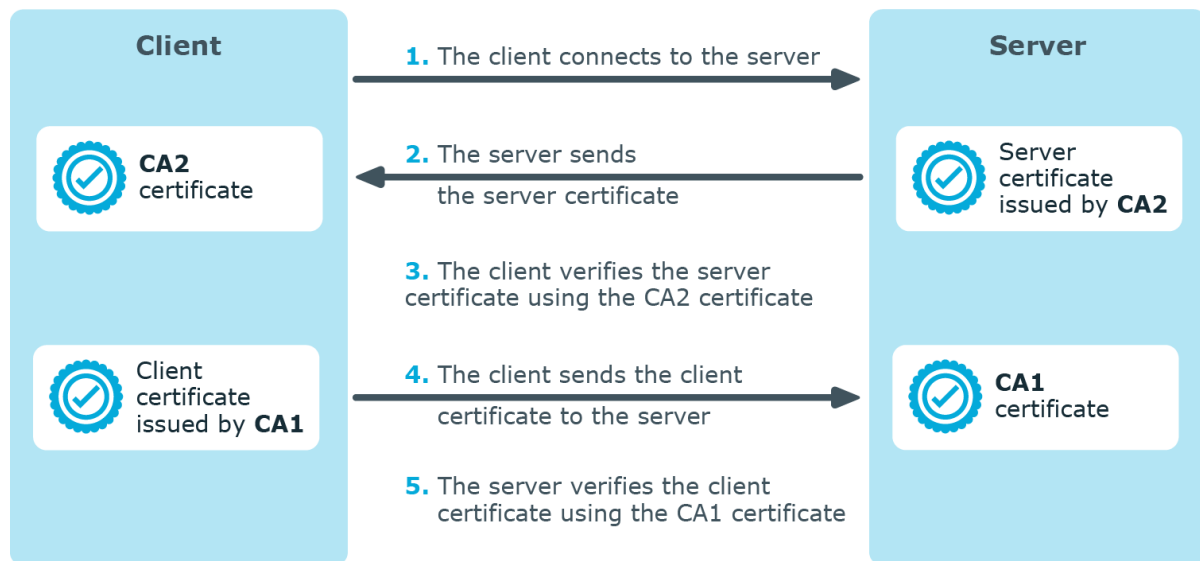 Client
Server
1. The client connects to the server
CA2
certificate
2. The server sends
the server certificate
Server
certificate
issued by CA2
3. The client verifies the server
certificate using the CA2 certificate
Client
certificate
issued by CA1
4. The client sends the client
certificate to the server
CA1
certificate
5. The server verifies the client
certificate using the CA1 certificate